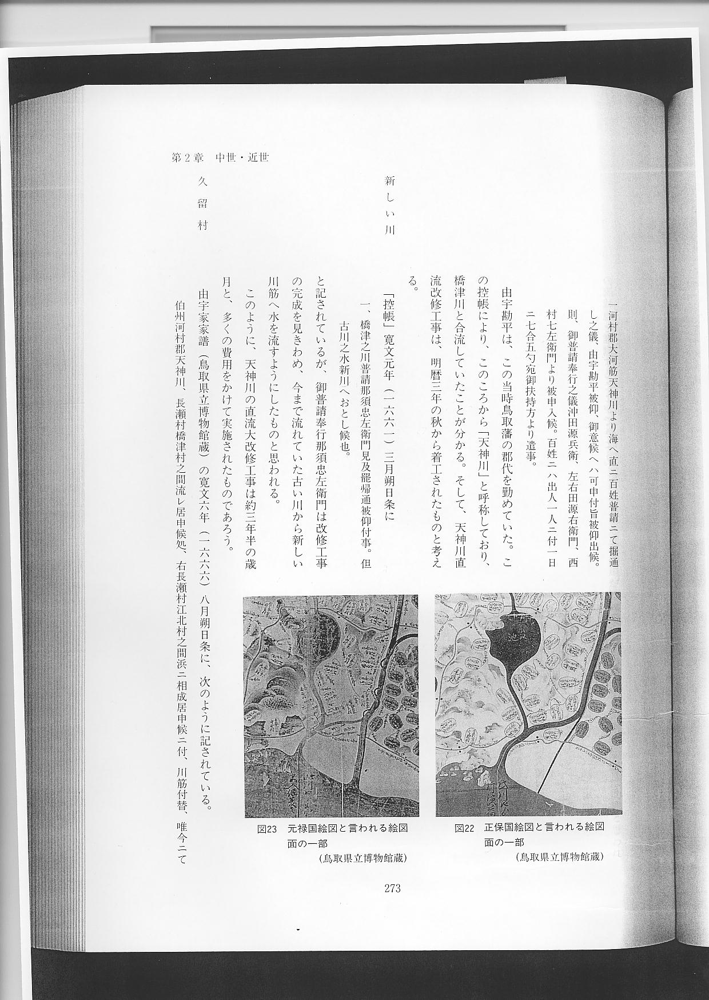 第2章　中世・近世
一河村郡大河筋天神川より海へ直ニ百姓普請ニて掘通
し之儀、由宇勘平被仰、御意候ヘハ可申付旨被仰出候。
則、御普請奉行之儀沖田源兵衛、左右田源右衛門、西
村七左衛門より被申入候。百姓ニハ出人一人ニ付一日
ニ七合五勺宛御扶持方より遣事。
由宇勘平は、この当時鳥取藩の郡代を勤めていた。こ
の控帳により、このころから「天神川」と呼称しており、
橋津川と合流していたことが分かる。そして、天神川直
流改修工事は、明暦三年の秋から着工されたものと考え
る。
新しい川
「控帳」寛文元年（一六六一）三月朔日条に
一、橋津之川普請那須忠左衛門見及罷帰通被仰付事。但
古川之水新川へおとし候也。
と記されているが、御普請奉行那須忠左衛門は改修工事
の完成を見きわめ、今まで流れていた古い川から新しい
川筋へ水を流すようにしたものと思われる。
このように、天神川の直流大改修工事は約三年半の歳
月と、多くの費用をかけて実施されたものであろう。
久留村
由宇家家譜（鳥取県立博物館蔵）の寛文六年（一六六六）八月朔日条に、次のように記されている。
伯州河村郡天神川、長瀬村橋津村之間流レ居申候処、右長瀬村江北村之間浜ニ相成居申候ニ付、川筋付替、唯今ニて
図22　正保国絵図と言われる絵図
面の一部
（鳥取県立博物館蔵）
図23　元禄国絵図と言われる絵図
面の一部
（鳥取県立博物館蔵）
273